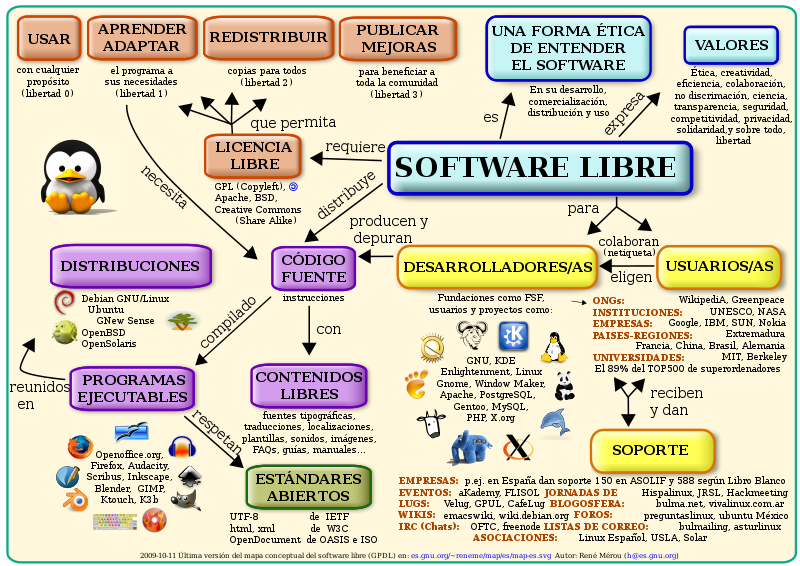 USAR
con cualquier
propósito
(libertad 0)
APRENDER
ADAPTAR
el programa a
sus necesidades
(libertad 1)
REDISTRIBUIR
copias para todos
(libertad 2)
PUBLICAR
MEJORAS
para beneficiar a
toda la comunidad
(libertad 3)
UNA FORMA ÉTICA
DE ENTENDER
EL SOFTWARE
En su desarrollo,
comercialización,
distribución y uso
VALORES
Ética, creatividad,
eficiencia, colaboración,
no discrimación, ciencia,
transparencia, seguridad,
competitividad, privacidad,
solidaridad,y sobre todo,
libertad
que permita
es
expresa
LICENCIA
LIBRE
requiere
SOFTWARE LIBRE
GPL (Copyleft),
Apache, BSD,
Creative Commons
(Share Alike)
necesita
distribuye
para
producen y
depuran
colaboran
(netiqueta)
eligen
DISTRIBUCIONES
Debian GNU/Linux
Ubuntu
GNew Sense
OpenBSD
OpenSolaris
CÓDIGO
FUENTE
instrucciones
DESARROLLADORES/AS
Fundaciones como FSF,
usuarios y proyectos como:
GNU, KDE
Enlightenment, Linux
Gnome, Window Maker,
Apache, PostgreSQL,
Gentoo, MySQL,
PHP, X.org
USUARIOS/AS
ONGs: WikipediA, Greenpeace
INSTITUCIONES: UNESCO, NASA
EMPRESAS: Google, IBM, SUN, Nokia
PAISES-REGIONES: Extremadura
Francia, China, Brasil, Alemania
UNIVERSIDADES: MIT, Berkeley
El 89% del TOP500 de superordenadores
compilado
con
reunidos
en
PROGRAMAS
EJECUTABLES
respetan
Openoffice.org,
Firefox, Audacity,
Scribus, Inkscape,
Blender, GIMP,
Ktouch, K3b
CONTENIDOS
LIBRES
fuentes tipográficas,
traducciones, localizaciones,
plantillas, sonidos, imágenes,
FAQs, guías, manuales...
ESTÁNDARES
ABIERTOS
UTF-8 de IETF
html, xml de W3C
OpenDocument de OASIS e ISO
reciben
y dan
SOPORTE
EMPRESAS: p.ej. en España dan soporte 150 en ASOLIF y 588 según Libro Blanco
EVENTOS: aKademy, FLISOL JORNADAS DE Hispalinux, JRSL, Hackmeeting
LUGS: Velug, GPUL, CafeLug BLOGOSFERA: bulma.net, vivalinux.com.ar
WIKIS: emacswiki, wiki.debian.org FOROS: preguntaslinux, ubuntu México
IRC (Chats): OFTC, freenode LISTAS DE CORREO: bulmailing, asturlinux
ASOCIACIONES: Linux Español, USLA, Solar
2009-10-11 Última versión del mapa conceptual del software libre (GPDL) en: es.gnu.org/~reneme/map/es/map-es.svg Autor: René Mérou (h@es.gnu.org)